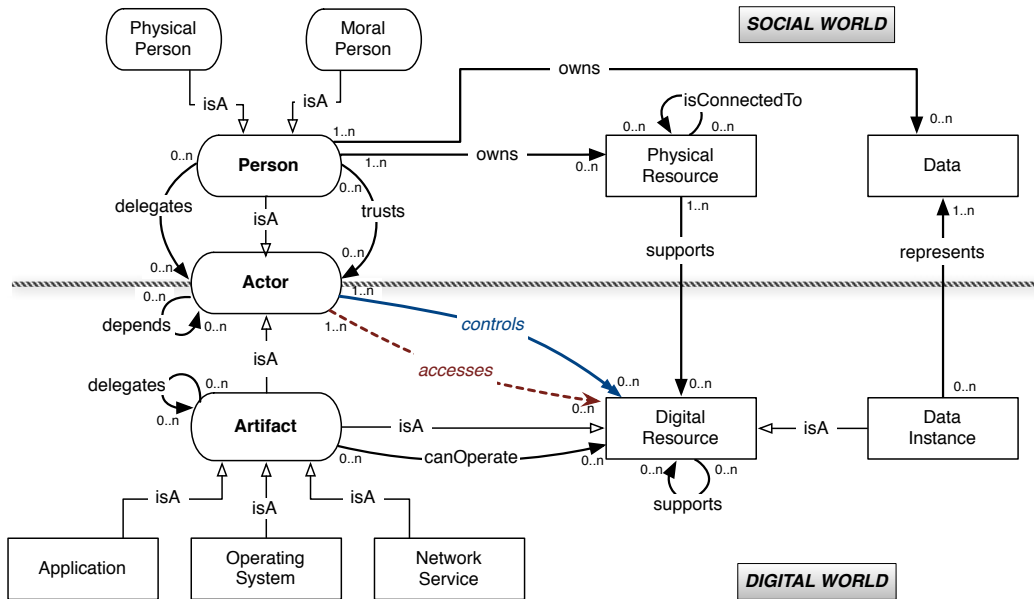 Physical
Person
Moral
Person
SOCIAL WORLD
isA
isA
owns
isConnectedTo
1..n
0..n
0..n
0..n
0..n
Person
1..n
owns
0..n
Physical
Resource
Data
0..n
1..n
1..n
delegates
isA
trusts
supports
represents
0..n
0..n
Actor
0..n
1..n
depends
0..n
1..n
controls
isA
accesses
delegates
0..n
0..n
0..n
0..n
0..n
0..n
Artifact
isA
Digital
Resource
isA
Data
Instance
0..n
canOperate
0..n
0..n
0..n
isA
isA
isA
supports
Application
Operating
System
Network
Service
DIGITAL WORLD